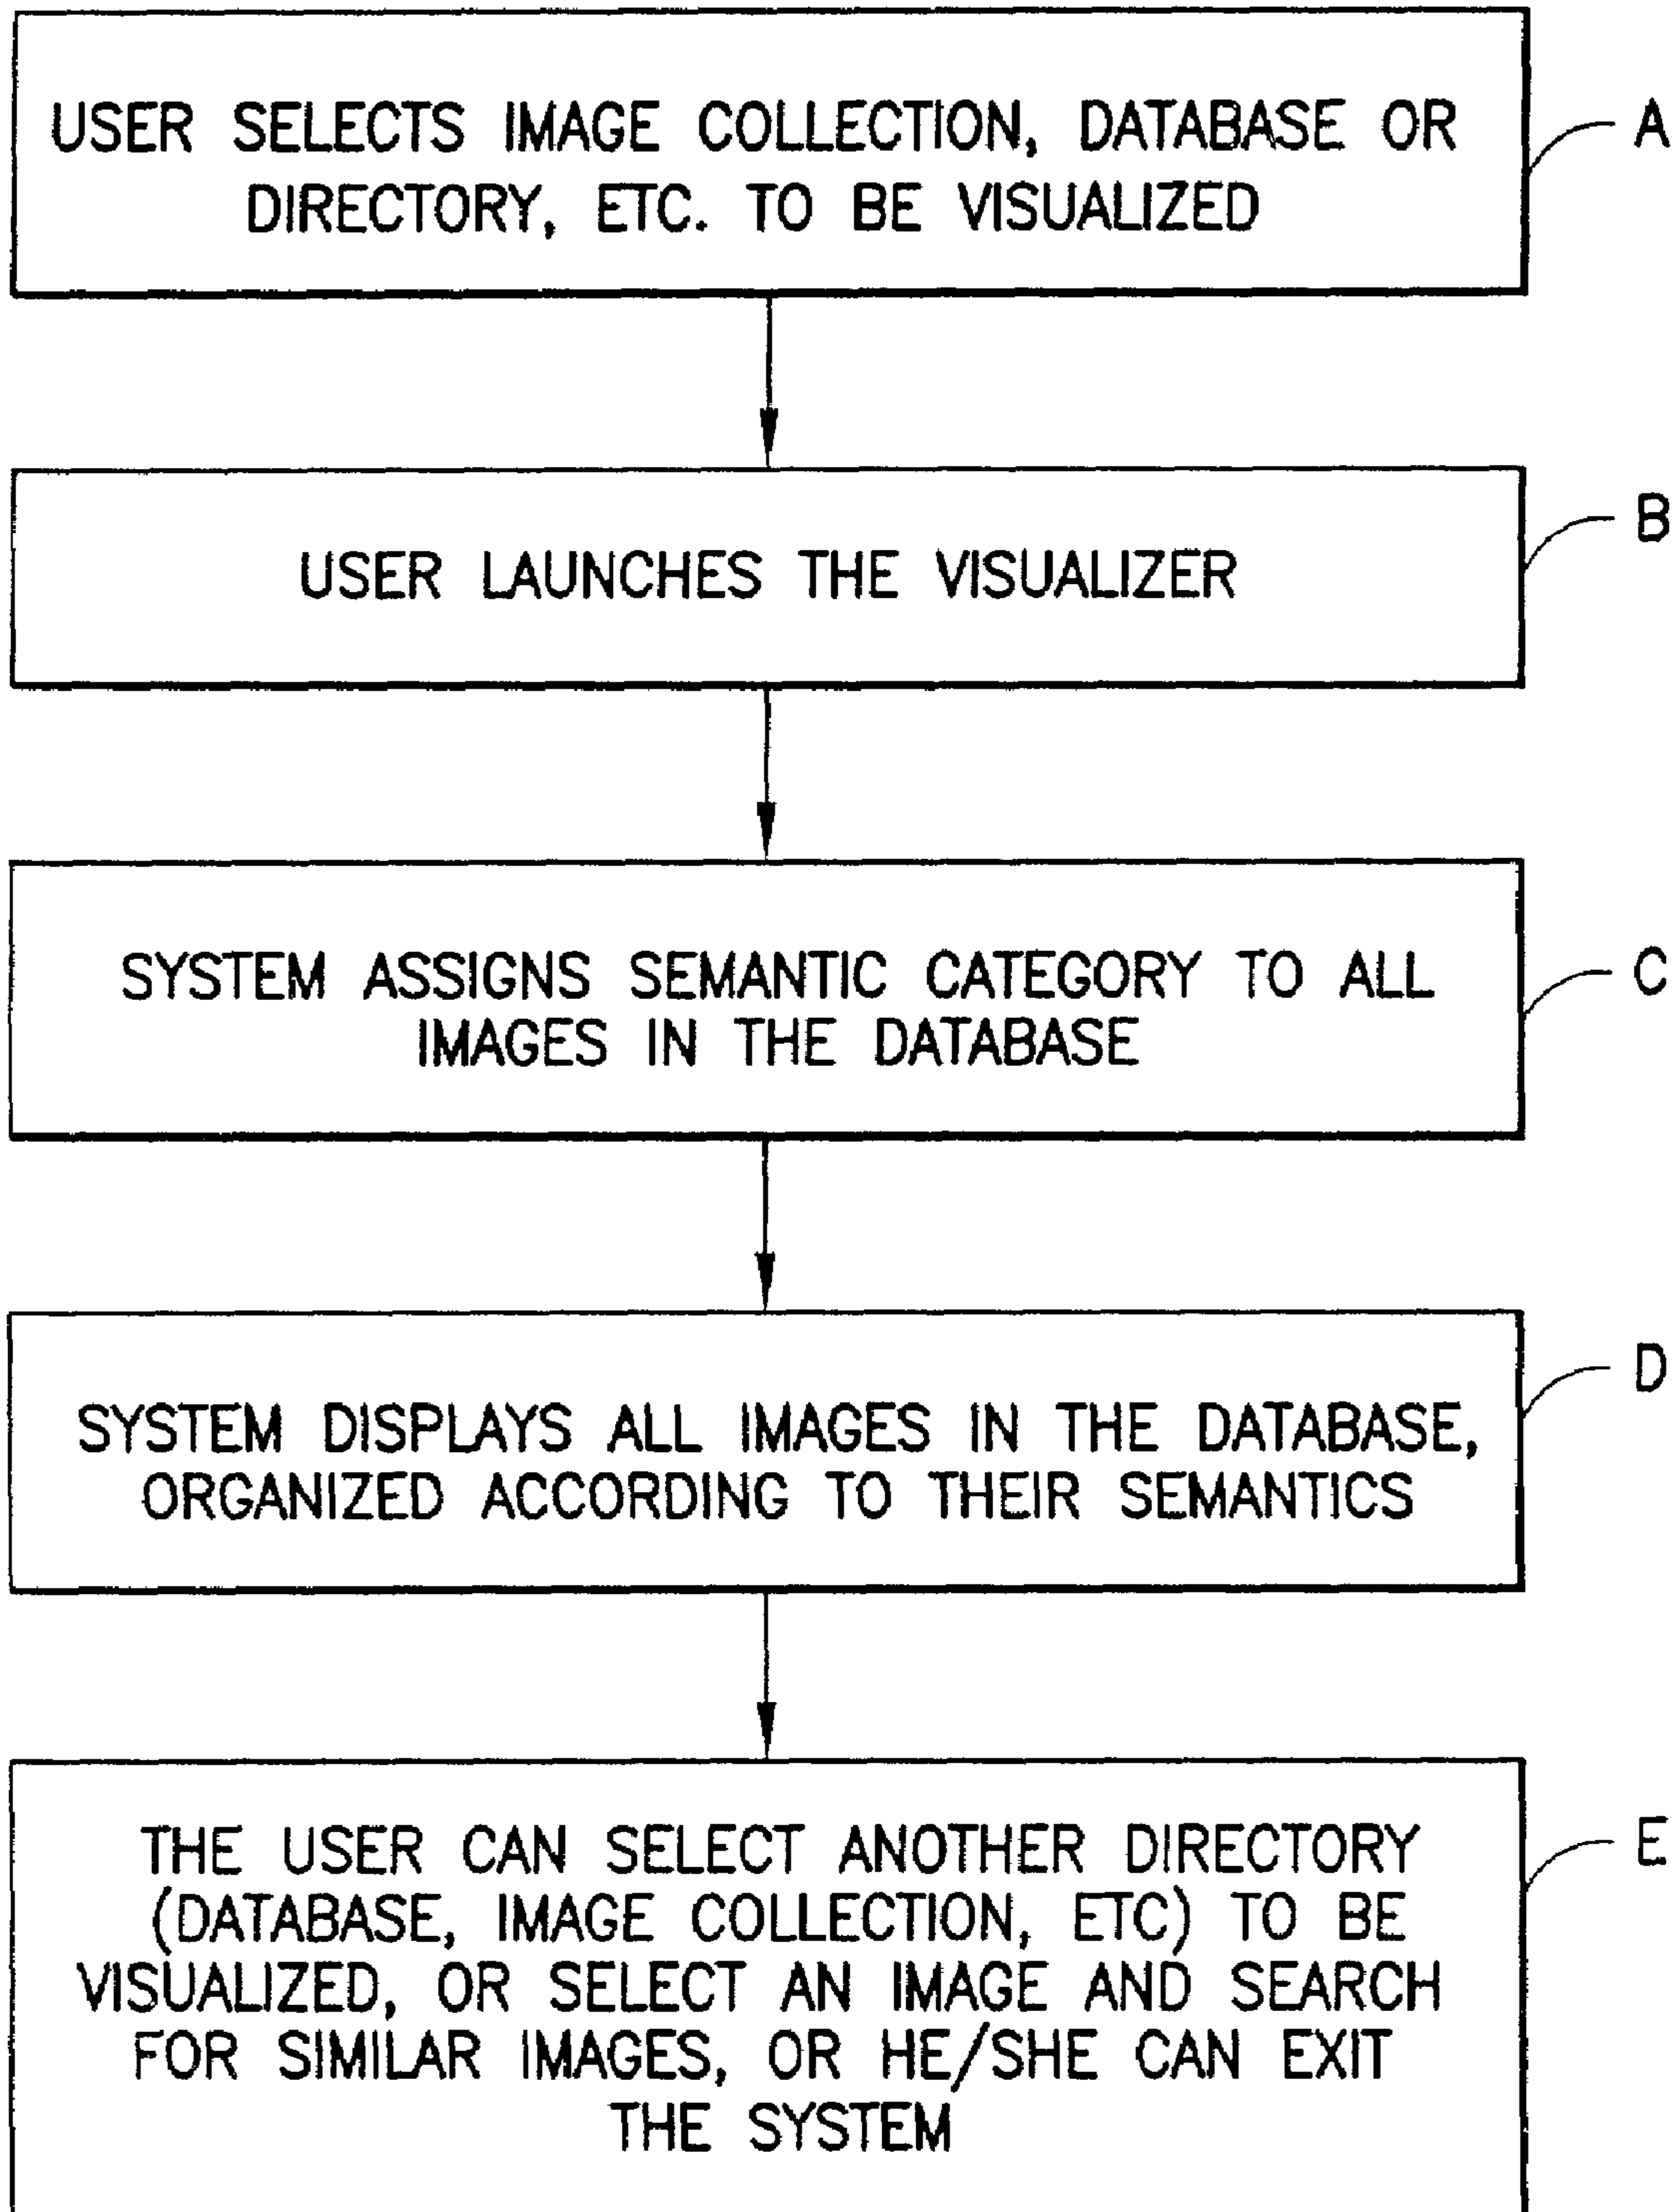 USER SELECTS IMAGE COLLECTION, DATABASE OR
DIRECTORY, ETC. TO BE VISUALIZED
A
USER LAUNCHES THE VISUALIZER
B
SYSTEM ASSIGNS SEMANTIC CATEGORY TO ALL
IMAGES IN THE DATABASE
C
SYSTEM DISPLAYS ALL IMAGES IN THE DATABASE,
ORGANIZED ACCORDING TO THEIR SEMANTICS
D
THE USER CAN SELECT ANOTHER DIRECTORY
(DATABASE, IMAGE COLLECTION, ETC) TO BE
VISUALIZED, OR SELECT AN IMAGE AND SEARCH
FOR SIMILAR IMAGES, OR HE/SHE CAN EXIT
THE SYSTEM
E